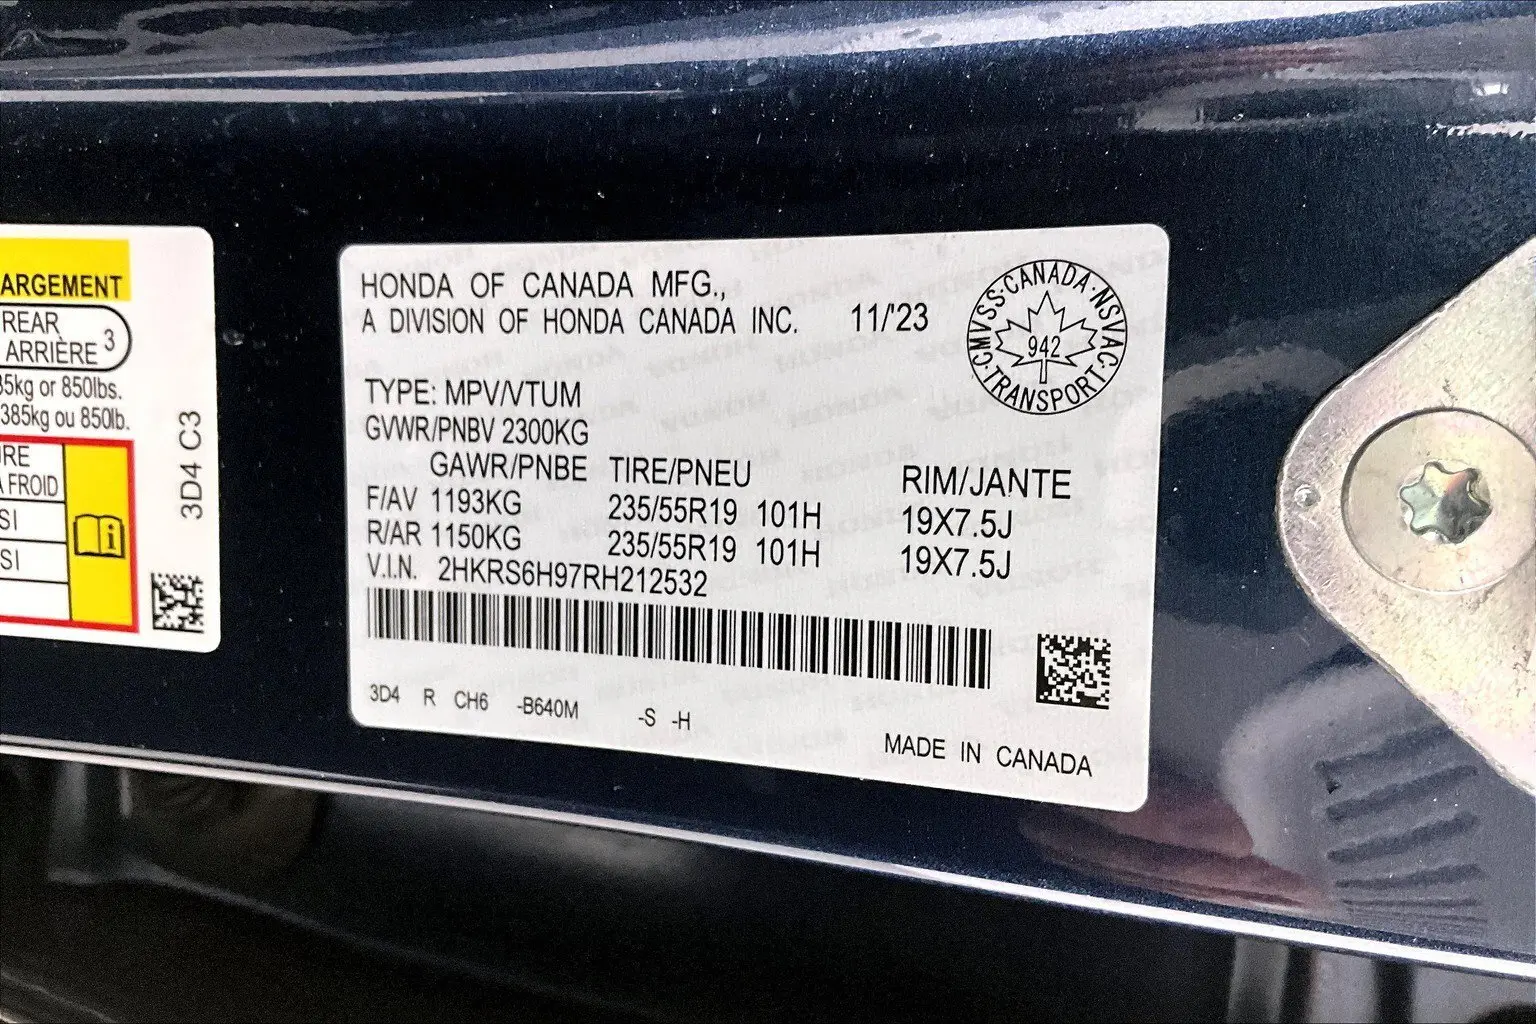 ARGEMENT
REAR
ARRIÈRE 3
85kg or 850lbs.
385kg ou 850lb.
FROID
SI
SI
3D4 C3
HONDA OF CANADA MFG.,
A DIVISION OF HONDA CANADA INC. 11/'23
CMVSS·CANADA·NSVAC·TRANSPORT·
942
TYPE: MPV/VTUM
GVWR/PNBV 2300KG
GAWR/PNBE TIRE/PNEU RIM/JANTE
F/AV 1193KG 235/55R19 101H 19X7.5J
R/AR 1150KG 235/55R19 101H 19X7.5J
V.I.N. 2HKRS6H97RH212532
3D4 R CH6 -B640M -S -H
MADE IN CANADA